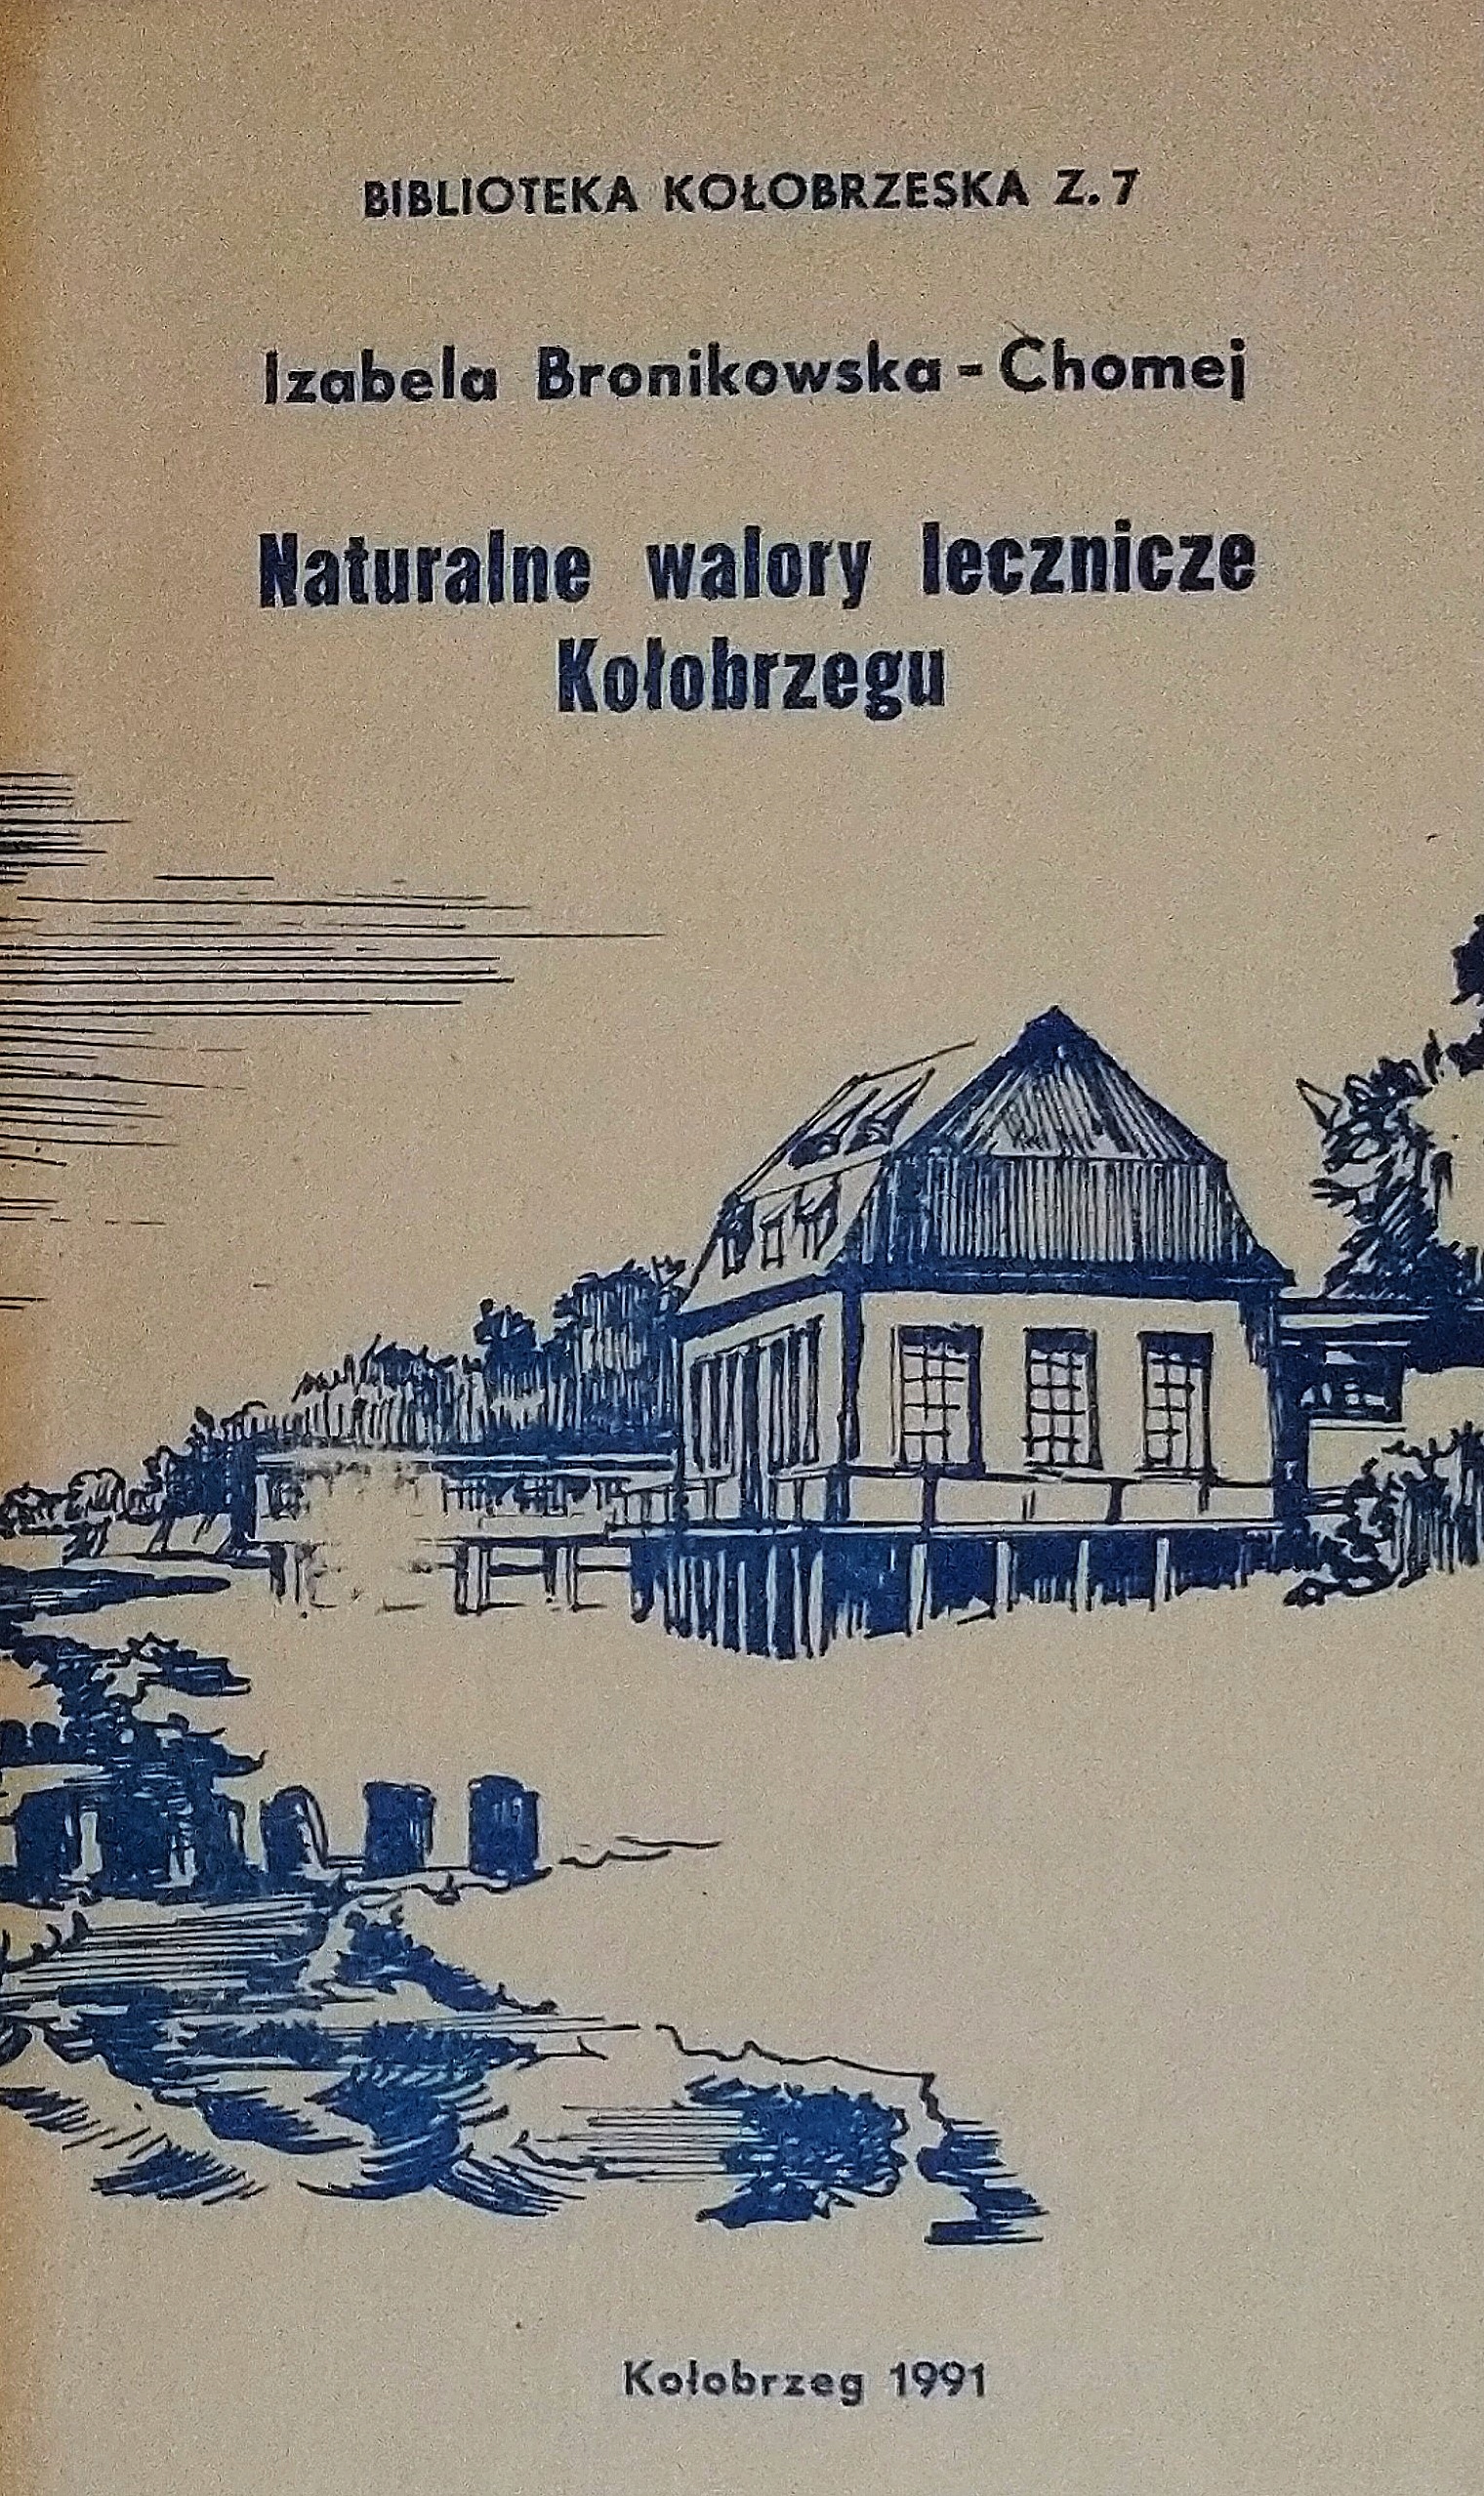 BIBLIOTEKA KOŁOBRZESKA Z. 7
Izabela Bronikowska - Chomej
Naturalne walory lecznicze
Kołobrzegu
Kołobrzeg 1991